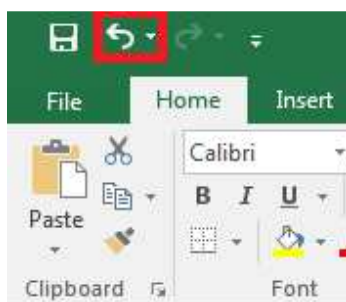 File Home Insert
Calibri
B I U
Paste
Clipboard Font